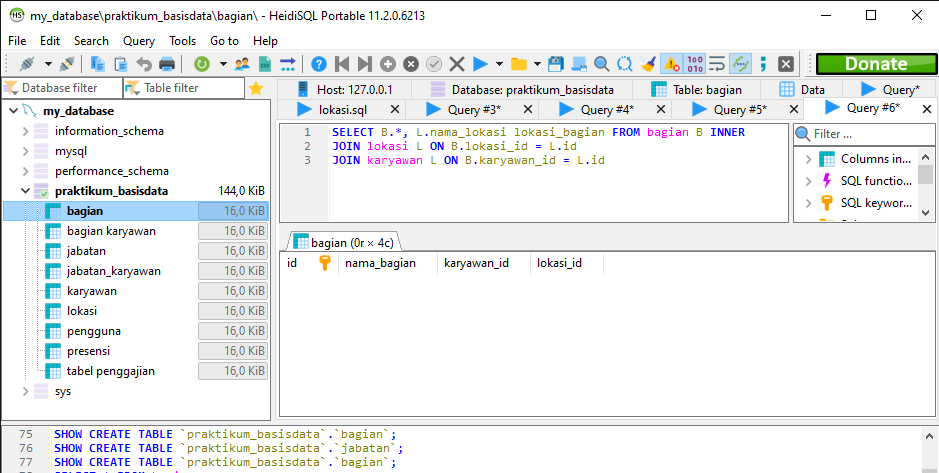 my_database\praktikum_basisdata\bagian\ - HeidiSQL Portable 11.2.0.6213
File Edit Search Query Tools Go to Help
Donate
Database filter Table filter
Host: 127.0.0.1 Database: praktikum_basisdata Table: bagian Data Query*
lokasi.sql Query #3* Query #4* Query #5* Query #6*
my_database
information_schema
mysql
performance_schema
praktikum_basisdata 144,0 KiB
bagian 16,0 KiB
bagian karyawan 16,0 KiB
jabatan 16,0 KiB
jabatan_karyawan 16,0 KiB
karyawan 16,0 KiB
lokasi 16,0 KiB
pengguna 16,0 KiB
presensi 16,0 KiB
tabel penggajian 16,0 KiB
sys
1 SELECT B.*, L.nama_lokasi lokasi_bagian FROM bagian B INNER
2 JOIN lokasi L ON B.lokasi_id = L.id
3 JOIN karyawan L ON B.karyawan_id = L.id
Filter ...
Columns in...
SQL functio...
SQL keywor...
bagian (0r × 4c)
id nama_bagian karyawan_id lokasi_id
75 SHOW CREATE TABLE `praktikum_basisdata`.`bagian`;
76 SHOW CREATE TABLE `praktikum_basisdata`.`jabatan`;
77 SHOW CREATE TABLE `praktikum_basisdata`.`bagian`;